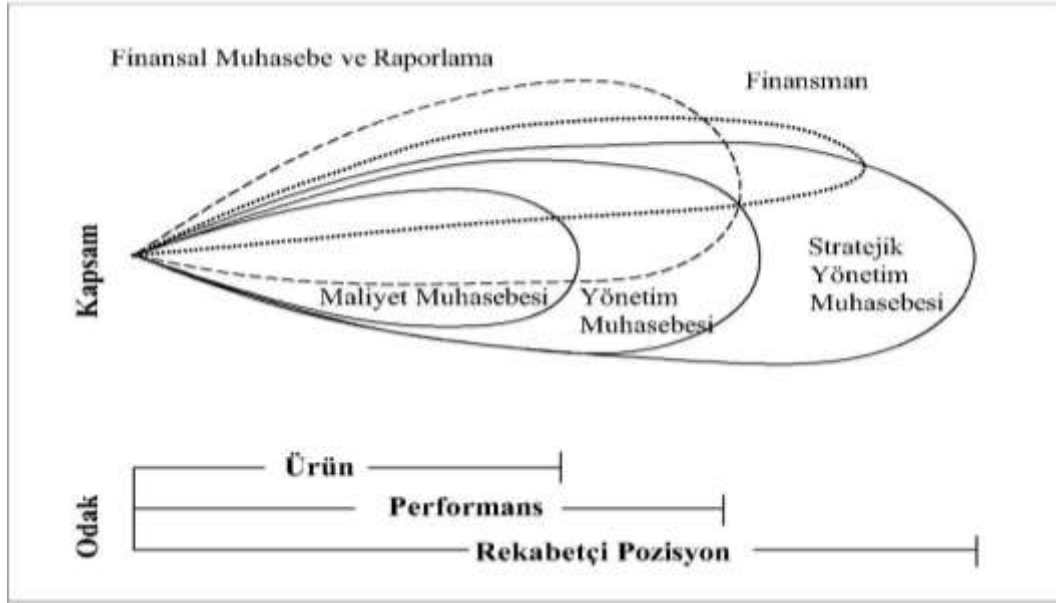 Finansal Muhasebe ve Raporlama
Finansman
Kapsam
Maliyet Muhasebesi
Yönetim
Muhasebesi
Stratejik
Yönetim
Muhasebesi
Odak
Ürün
Performans
Rekabetçi Pozisyon